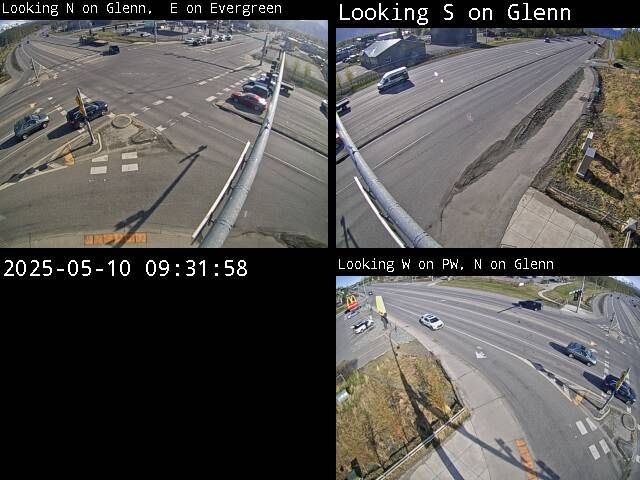 Looking N on Glenn,  E on Evergreen
Looking S on Glenn
2025-05-10 09:31:58
Looking W on PW, N on Glenn